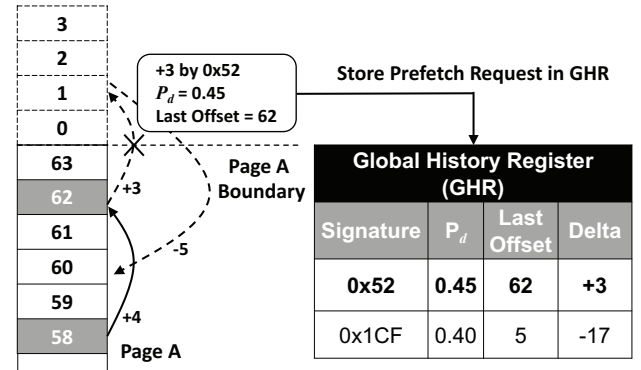 3
2
1
0
63
62
61
60
59
58
+3 by 0x52
P_d = 0.45
Last Offset = 62
+3
-5
+4
Page A
Boundary
Page A
Store Prefetch Request in GHR
Global History Register
(GHR)
Signature P_d Last Offset Delta
0x52 0.45 62 +3
0x1CF 0.40 5 -17